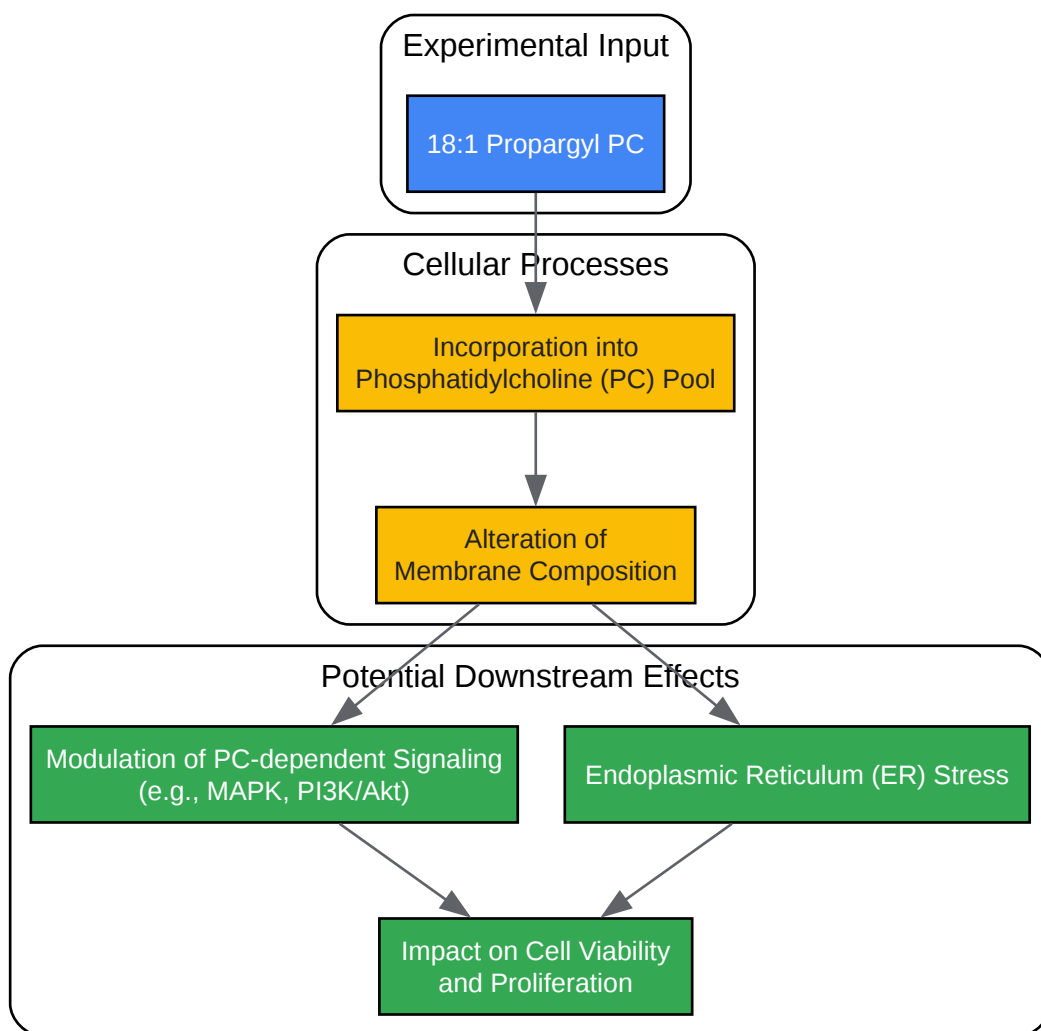 Experimental Input
18:1 Propargyl PC
Cellular Processes
Incorporation into
Phosphatidylcholine (PC) Pool
Alteration of
Membrane Composition
Potential Downstream Effects
Modulation of PC-dependent Signaling
(e.g., MAPK, PI3K/Akt)
Endoplasmic Reticulum (ER) Stress
Impact on Cell Viability
and Proliferation